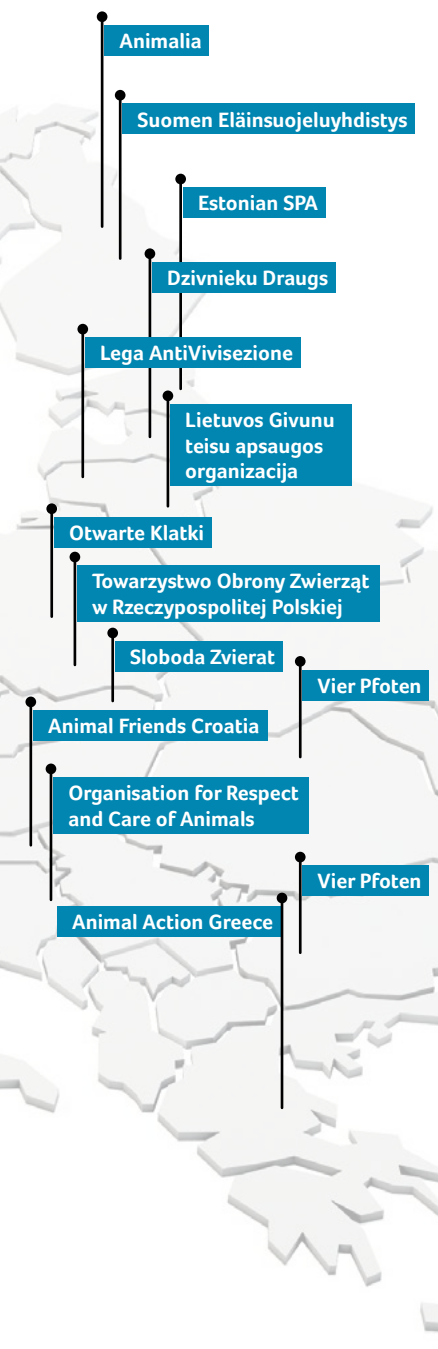 Animalia
Suomen Eläinsuojeluyhdistys
Estonian SPA
Dzivnieku Draugs
Lega AntiVivisezione
Lietuvos Givunu
teisu apsaugos
organizacija
Otwarte Klatki
Towarzystwo Obrony Zwierząt
w Rzeczypospolitej Polskiej
Sloboda Zvierat
Vier Pfoten
Animal Friends Croatia
Organisation for Respect
and Care of Animals
Vier Pfoten
Animal Action Greece